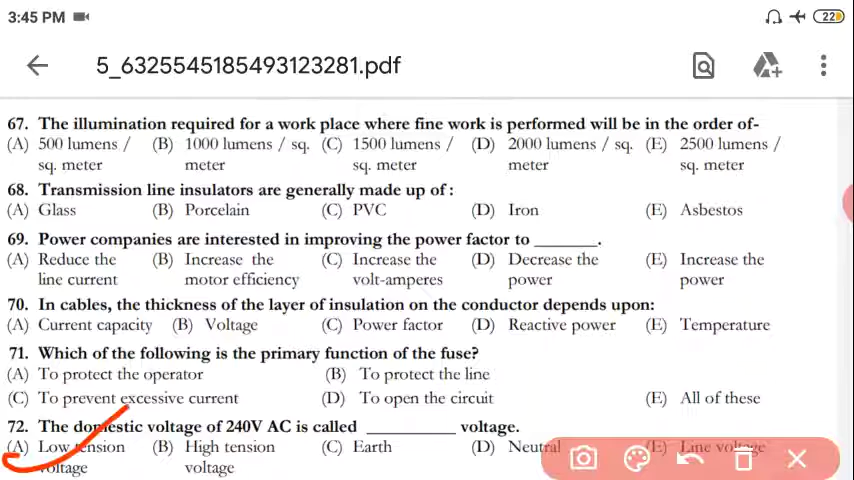 3:45 PM
22
5_6325545185493123281.pdf
67. The illumination required for a work place where fine work is performed will be in the order of-
(A) 500 lumens / (B) 1000 lumens / sq. (C) 1500 lumens / (D) 2000 lumens / sq. (E) 2500 lumens /
sq. meter meter sq. meter meter sq. meter
68. Transmission line insulators are generally made up of :
(A) Glass (B) Porcelain (C) PVC (D) Iron (E) Asbestos
69. Power companies are interested in improving the power factor to _______.
(A) Reduce the (B) Increase the (C) Increase the (D) Decrease the (E) Increase the
line current motor efficiency volt-amperes power power
70. In cables, the thickness of the layer of insulation on the conductor depends upon:
(A) Current capacity (B) Voltage (C) Power factor (D) Reactive power (E) Temperature
71. Which of the following is the primary function of the fuse?
(A) To protect the operator (B) To protect the line
(C) To prevent excessive current (D) To open the circuit (E) All of these
72. The domestic voltage of 240V AC is called _________ voltage.
(A) Low tension (B) High tension (C) Earth (D) Neutral (E) Line voltage
voltage voltage